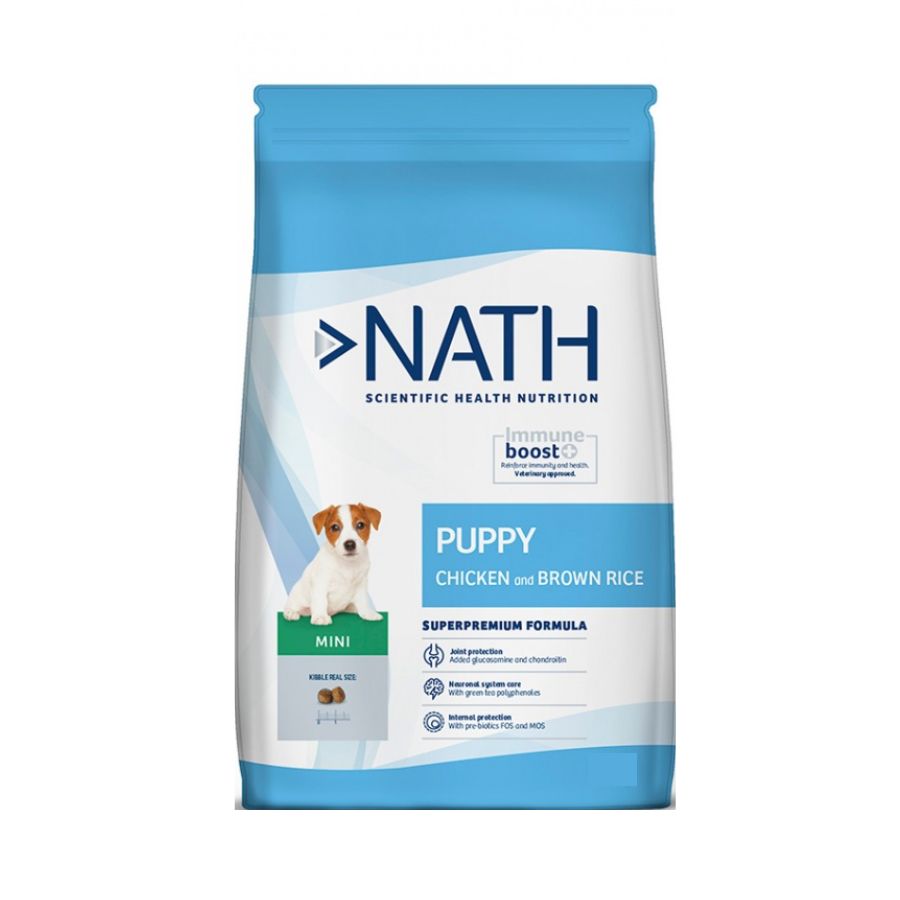 NATH
SCIENTIFIC HEALTH NUTRITION
Immune
boost+
Reinforce immunity and health.
Veterinary approved.
PUPPY
CHICKEN and BROWN RICE
MINI
SUPERPREMIUM FORMULA
Joint protection
Added glucosamine and chondroitin
KIBBLE REAL SIZE:
Neuronal system care
With green tea polyphenoles
Internal protection
With pre-biotics FOS and MOS